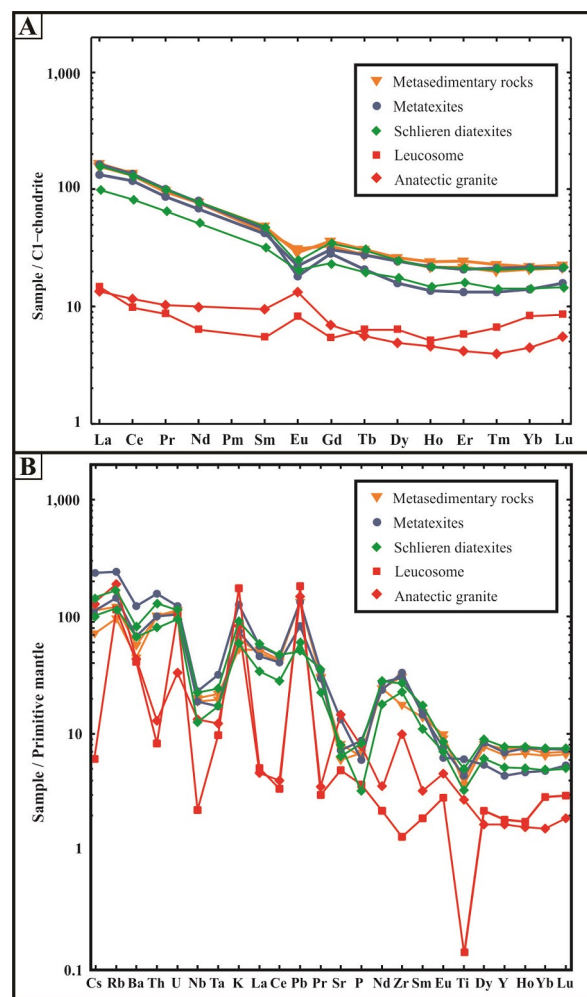 A
1,000
100
10
1
Sample / C1−chondrite
Metasedimentary rocks
Metatexites
Schlieren diatexites
Leucosome
Anatectic granite
La Ce Pr Nd Pm Sm Eu Gd Tb Dy Ho Er Tm Yb Lu
B
1,000
100
10
1
0.1
Sample / Primitive mantle
Metasedimentary rocks
Metatexites
Schlieren diatexites
Leucosome
Anatectic granite
Cs Rb Ba Th U Nb Ta K La Ce Pb Pr Sr P Nd Zr Sm Eu Ti Dy Y Ho Yb Lu